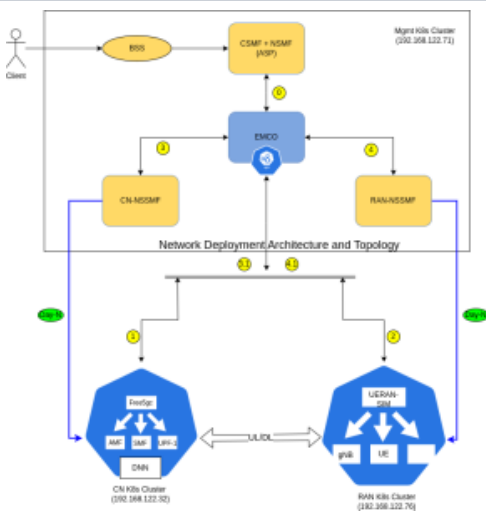 Mgmt K8s Cluster
(192.168.122.71)
Client
BSS
CSMF + NSMF
(ASP)
0
EMCO
3
4
CN-NSSMF
RAN-NSSMF
Network Deployment Architecture and Topology
3.1
4.1
Day-N
Day-N
1
2
Free5gc
AMF
SMF
UPF-1
DNN
UL/DL
UERAN-
SIM
gNB
UE
CN K8s Cluster
(192.168.122.32)
RAN K8s Cluster
(192.168.122.76)